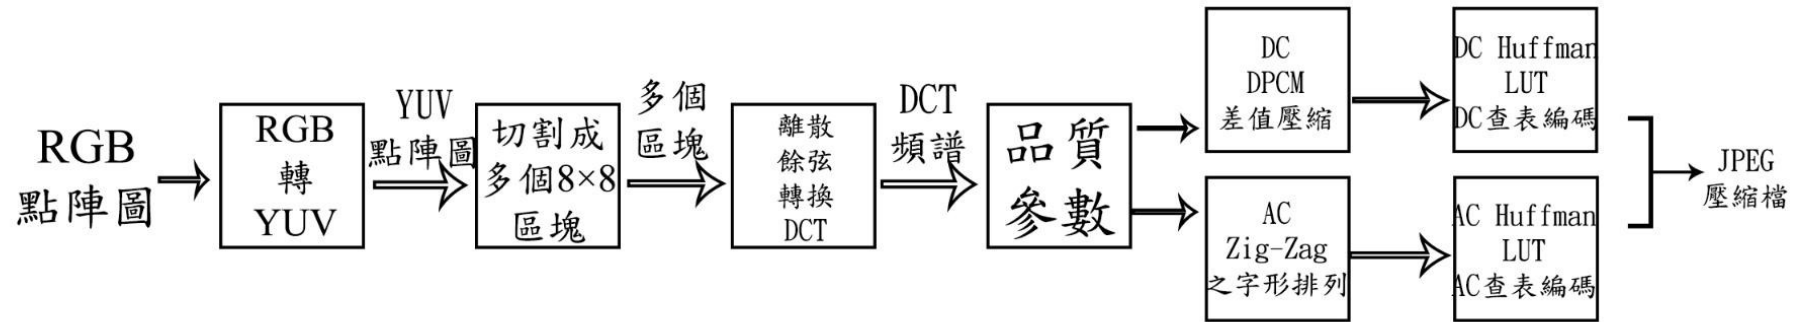 RGB
點陣圖
RGB
轉
YUV
YUV
點陣圖
切割成
多個8×8
區塊
多個
區塊
離散
餘弦
轉換
DCT
DCT
頻譜
品質
參數
DC
DPCM
差值壓縮
DC Huffman
LUT
DC查表編碼
AC
Zig-Zag
之字形排列
AC Huffman
LUT
AC查表編碼
JPEG
壓縮檔